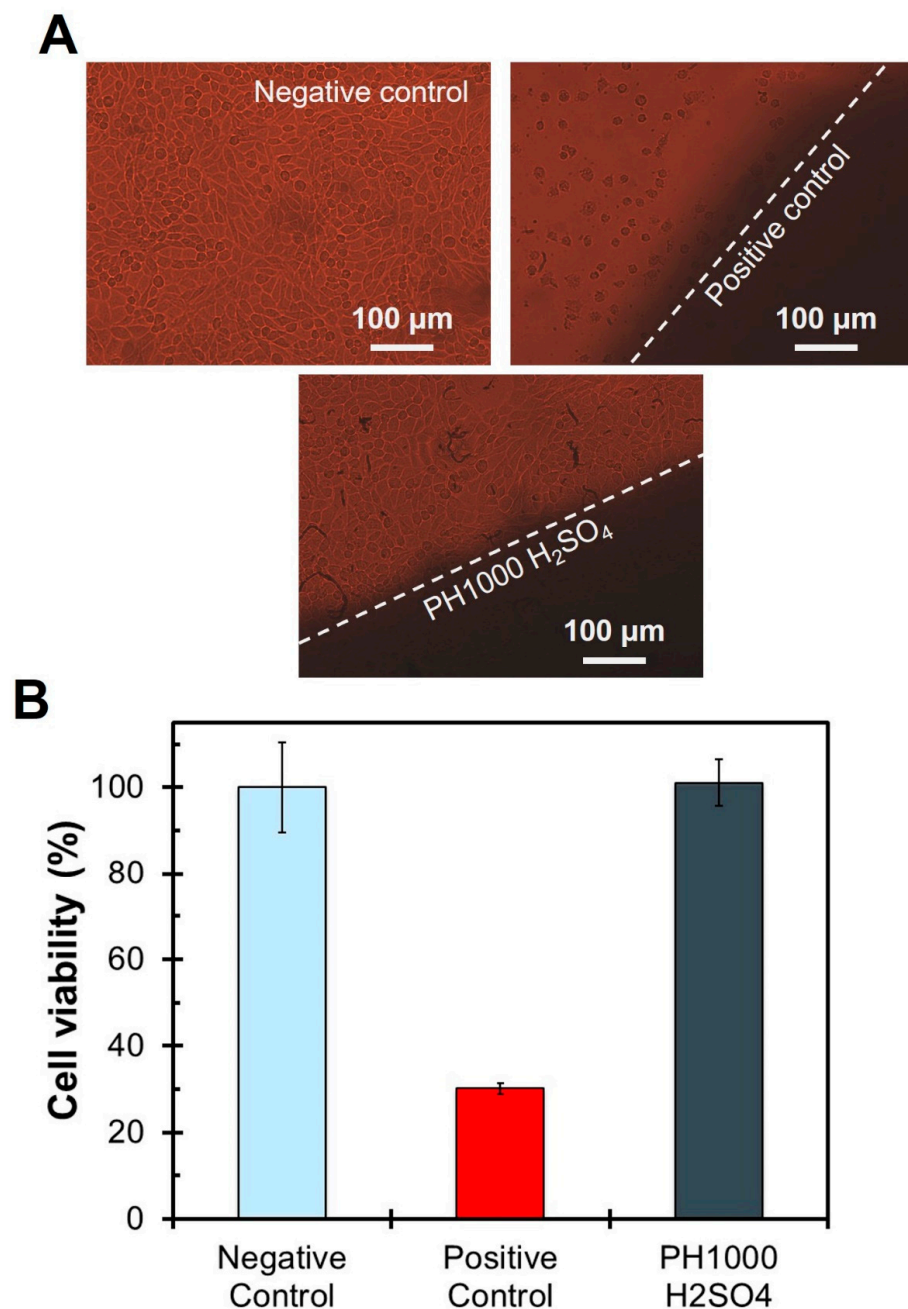 A
Negative control
100 µm
Positive control
100 µm
PH1000 H₂SO₄
100 µm
B
Cell viability (%)
100
80
60
40
20
0
Negative
Control
Positive
Control
PH1000
H2SO4